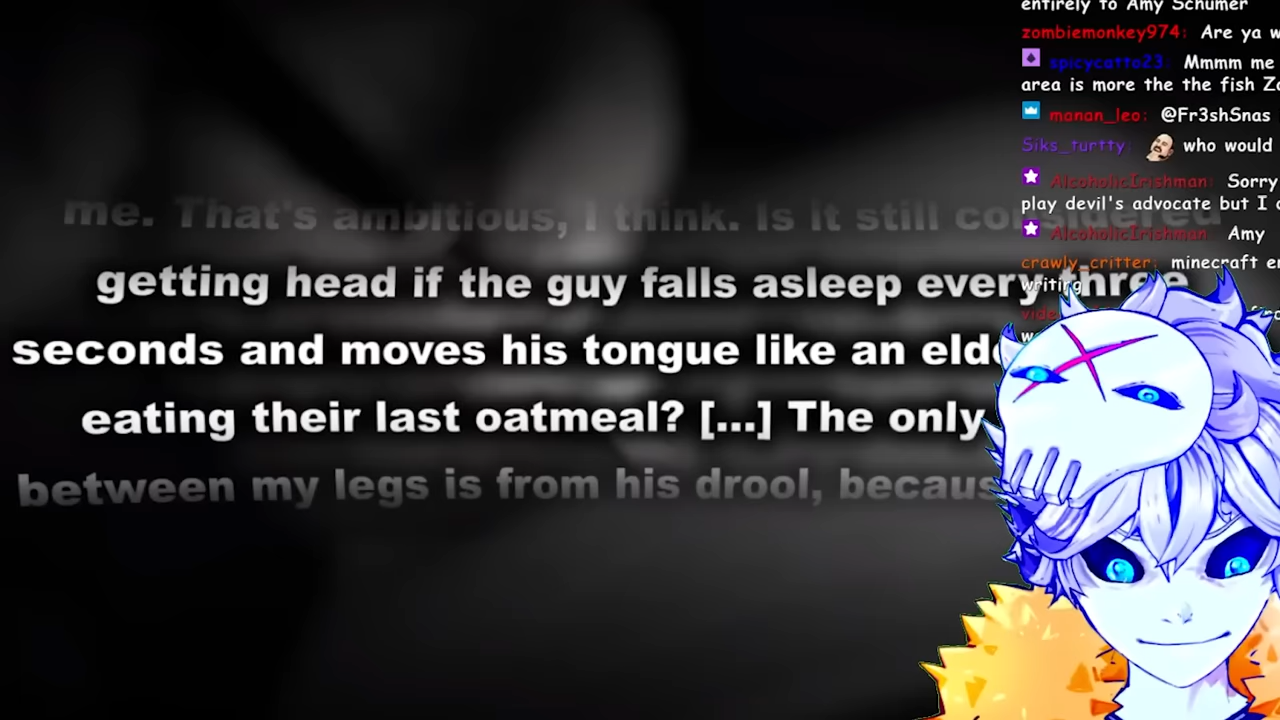 me. That's ambitious, I think. Is it still considered
getting head if the guy falls asleep every three
seconds and moves his tongue like an
eating their last oatmeal? [...] The only
between my legs is from his drool,
entirely to Amy Schumer
zombiemonkey974: Are ya
spicycatto23: Mmmm me
area is more the the fish
manan_leo: @Fr3shSnas
Siks_turtty: who would
AlcoholicIrishman: Sorry
play devil's advocate but I
AlcoholicIrishman Amy
crawly_critter: minecraft
writing